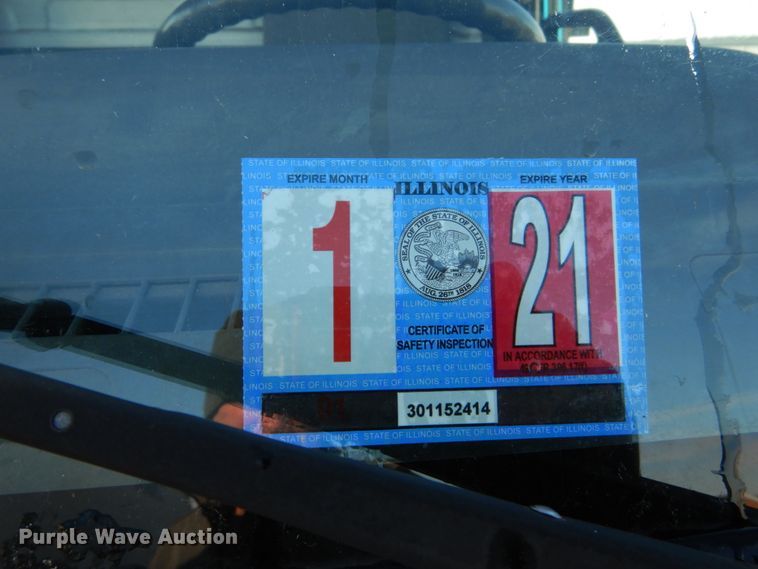 STATE OF ILLINOIS STATE OF ILLINOIS STATE OF ILLINOIS STATE OF ILLINOIS STATE OF ILLINOIS
EXPIRE MONTH
ILLINOIS
EXPIRE YEAR
1
SEAL OF THE STATE OF ILLINOIS
AUG. 26TH 1818
21
CERTIFICATE OF
SAFETY INSPECTION
IN ACCORDANCE WITH
301152414
STATE OF ILLINOIS STATE OF ILLINOIS STATE OF ILLINOIS STATE OF ILLINOIS
Purple Wave Auction